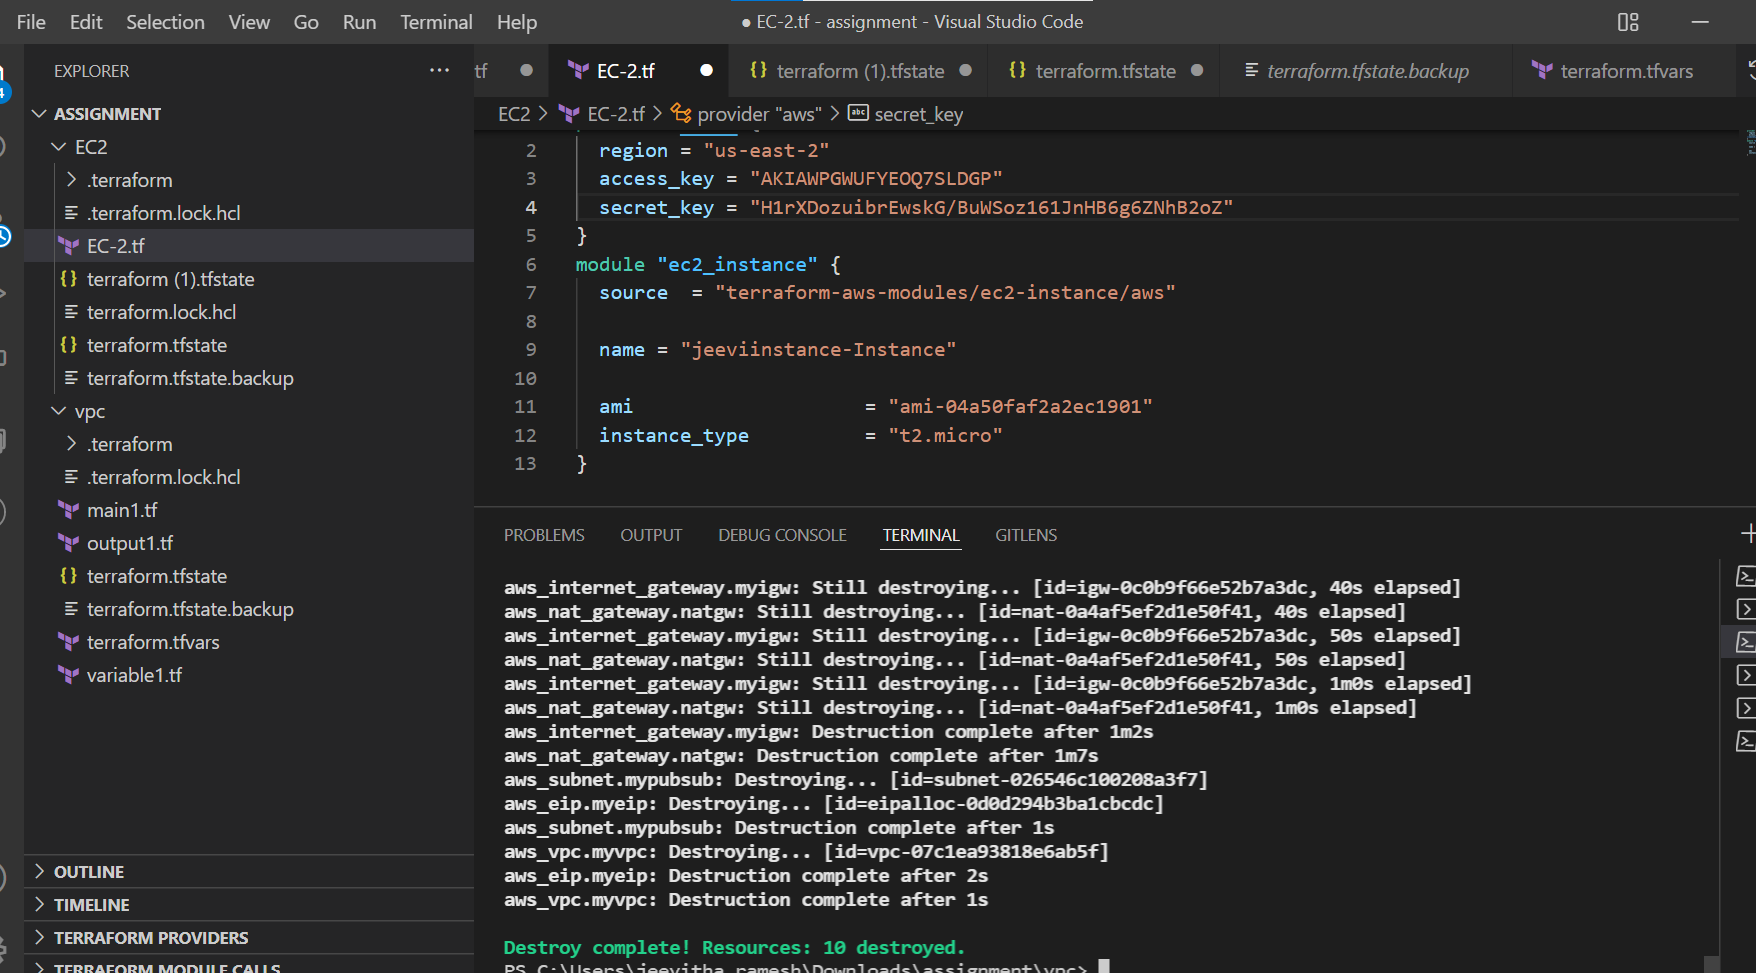 File Edit Selection View Go Run Terminal Help
● EC-2.tf - assignment - Visual Studio Code
EXPLORER ...
tf ● EC-2.tf ● {} terraform (1).tfstate ● {} terraform.tfstate ● terraform.tfstate.backup terraform.tfvars
EC2 > EC-2.tf > provider "aws" > secret_key
4
ASSIGNMENT
EC2
.terraform
.terraform.lock.hcl
EC-2.tf
{} terraform (1).tfstate
terraform.lock.hcl
{} terraform.tfstate
terraform.tfstate.backup
vpc
.terraform
.terraform.lock.hcl
main1.tf
output1.tf
{} terraform.tfstate
terraform.tfstate.backup
terraform.tfvars
variable1.tf
OUTLINE
TIMELINE
TERRAFORM PROVIDERS
TERRAFORM MODULE CALLS
2 region = "us-east-2"
3 access_key = "AKIAWPGWUFYEOQ7SLDGP"
4 secret_key = "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"
5 }
6 module "ec2_instance" {
7 source  = "terraform-aws-modules/ec2-instance/aws"
8
9 name = "jeeviinstance-Instance"
10
11 ami                    = "ami-04a50faf2a2ec1901"
12 instance_type          = "t2.micro"
13 }
PROBLEMS OUTPUT DEBUG CONSOLE TERMINAL GITLENS
aws_internet_gateway.myigw: Still destroying... [id=igw-0c0b9f66e52b7a3dc, 40s elapsed]
aws_nat_gateway.natgw: Still destroying... [id=nat-0a4af5ef2d1e50f41, 40s elapsed]
aws_internet_gateway.myigw: Still destroying... [id=igw-0c0b9f66e52b7a3dc, 50s elapsed]
aws_nat_gateway.natgw: Still destroying... [id=nat-0a4af5ef2d1e50f41, 50s elapsed]
aws_internet_gateway.myigw: Still destroying... [id=igw-0c0b9f66e52b7a3dc, 1m0s elapsed]
aws_nat_gateway.natgw: Still destroying... [id=nat-0a4af5ef2d1e50f41, 1m0s elapsed]
aws_internet_gateway.myigw: Destruction complete after 1m2s
aws_nat_gateway.natgw: Destruction complete after 1m7s
aws_subnet.mypubsub: Destroying... [id=subnet-026546c100208a3f7]
aws_eip.myeip: Destroying... [id=eipalloc-0d0d294b3ba1cbcdc]
aws_subnet.mypubsub: Destruction complete after 1s
aws_vpc.myvpc: Destroying... [id=vpc-07c1ea93818e6ab5f]
aws_eip.myeip: Destruction complete after 2s
aws_vpc.myvpc: Destruction complete after 1s
Destroy complete! Resources: 10 destroyed.
PS C:\Users\jeevitha.ramesh\Downloads\assignment\vpc>